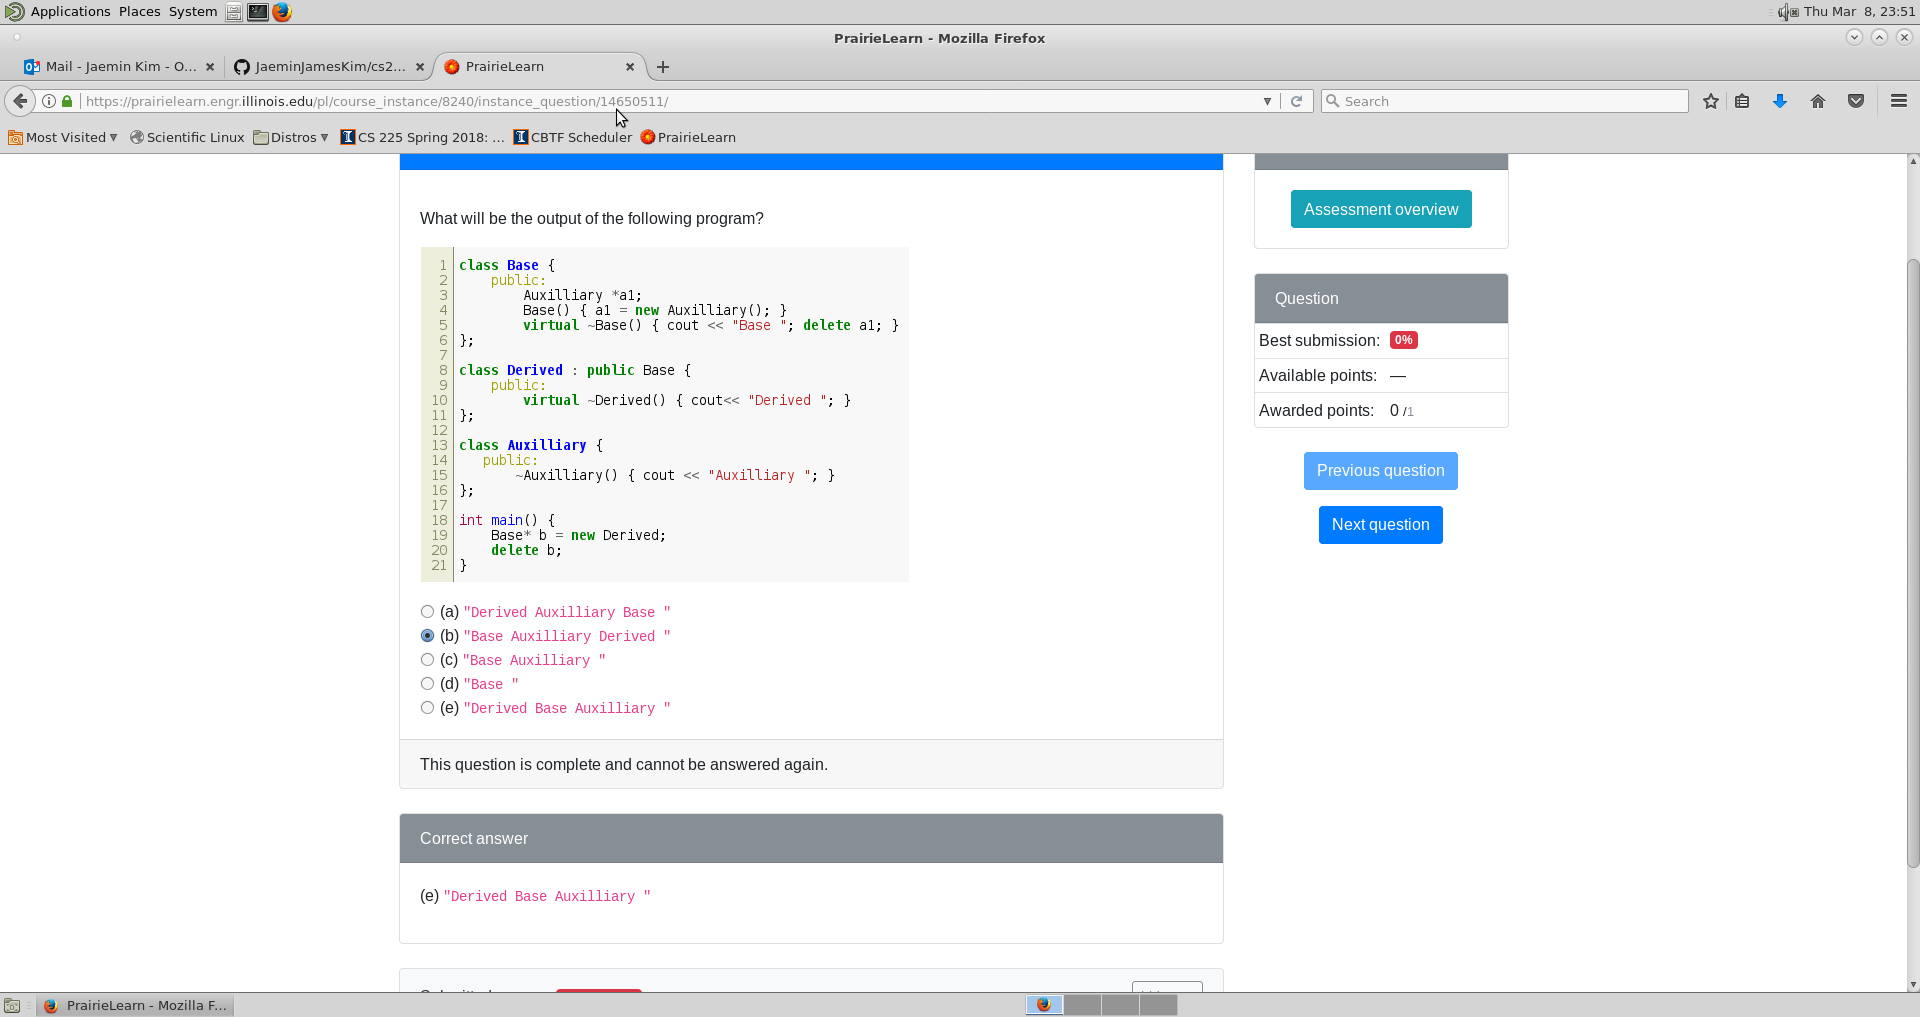 Applications Places System Thu Mar 8, 23:51
PrairieLearn - Mozilla Firefox
Mail - Jaemin Kim - O... × JaeminJamesKim/cs2... × PrairieLearn ×
https://prairielearn.engr.illinois.edu/pl/course_instance/8240/instance_question/14650511/ Search
Most Visited Scientific Linux Distros CS 225 Spring 2018: ... CBTF Scheduler PrairieLearn
Assessment overview
What will be the output of the following program?
1 class Base {
2     public:
3         Auxilliary *a1;
4         Base() { a1 = new Auxilliary(); }
5         virtual ~Base() { cout << "Base "; delete a1; }
6 };
7
8 class Derived : public Base {
9     public:
10         virtual ~Derived() { cout<< "Derived "; }
11 };
12
13 class Auxilliary {
14    public:
15        ~Auxilliary() { cout << "Auxilliary "; }
16 };
17
18 int main() {
19     Base* b = new Derived;
20     delete b;
21 }
(a) "Derived Auxilliary Base "
(b) "Base Auxilliary Derived "
(c) "Base Auxilliary "
(d) "Base "
(e) "Derived Base Auxilliary "
This question is complete and cannot be answered again.
Correct answer
(e) "Derived Base Auxilliary "
Question
Best submission: 0%
Available points: —
Awarded points: 0 /1
Previous question
Next question
PrairieLearn - Mozilla F...